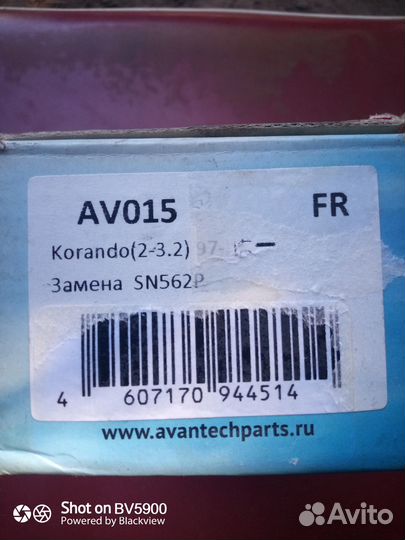 AV015 FR
Korando(2-3.2) 97-
Замена SN562P
4 607170 944514
www.avantechparts.ru
Shot on BV5900
Powered by Blackview
Avito